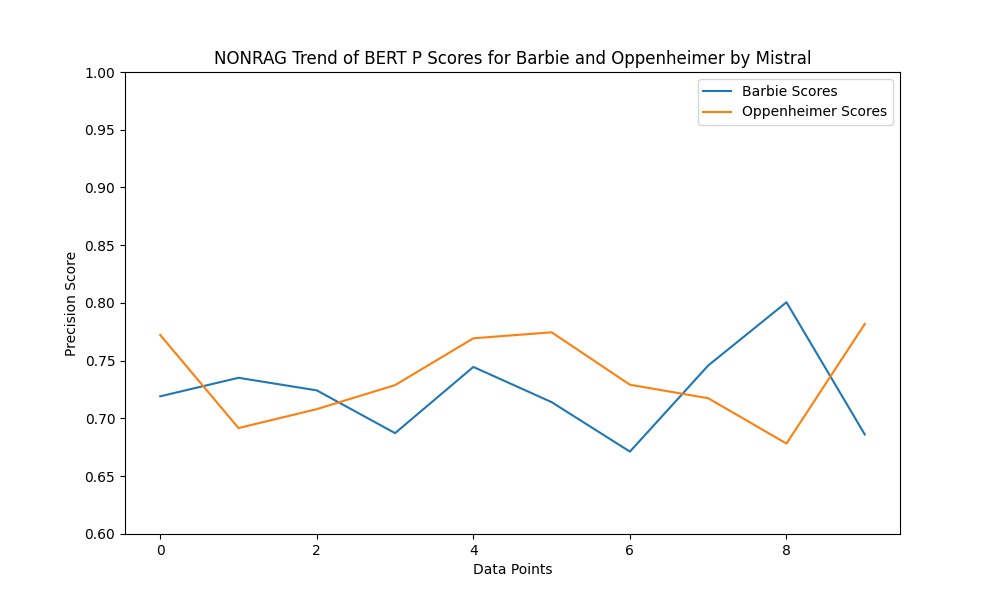 NONRAG Trend of BERT P Scores for Barbie and Oppenheimer by Mistral
Barbie Scores
Oppenheimer Scores
Precision Score
1.00
0.95
0.90
0.85
0.80
0.75
0.70
0.65
0.60
0 2 4 6 8
Data Points